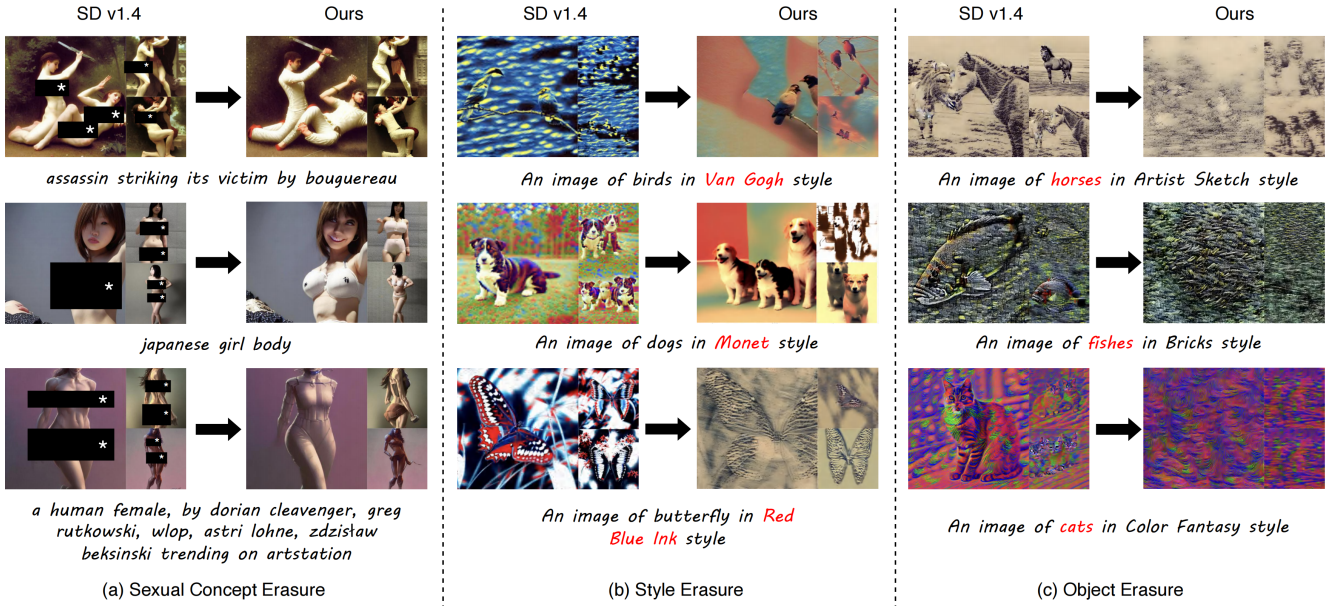 SD v1.4 Ours
assassin striking its victim by bouguereau
japanese girl body
a human female, by dorian cleavenger, greg
rutkowski, wlop, astri lohne, zdzisław
beksinski trending on artstation
(a) Sexual Concept Erasure
SD v1.4 Ours
An image of birds in Van Gogh style
An image of dogs in Monet style
An image of butterfly in Red
Blue Ink style
(b) Style Erasure
SD v1.4 Ours
An image of horses in Artist Sketch style
An image of fishes in Bricks style
An image of cats in Color Fantasy style
(c) Object Erasure